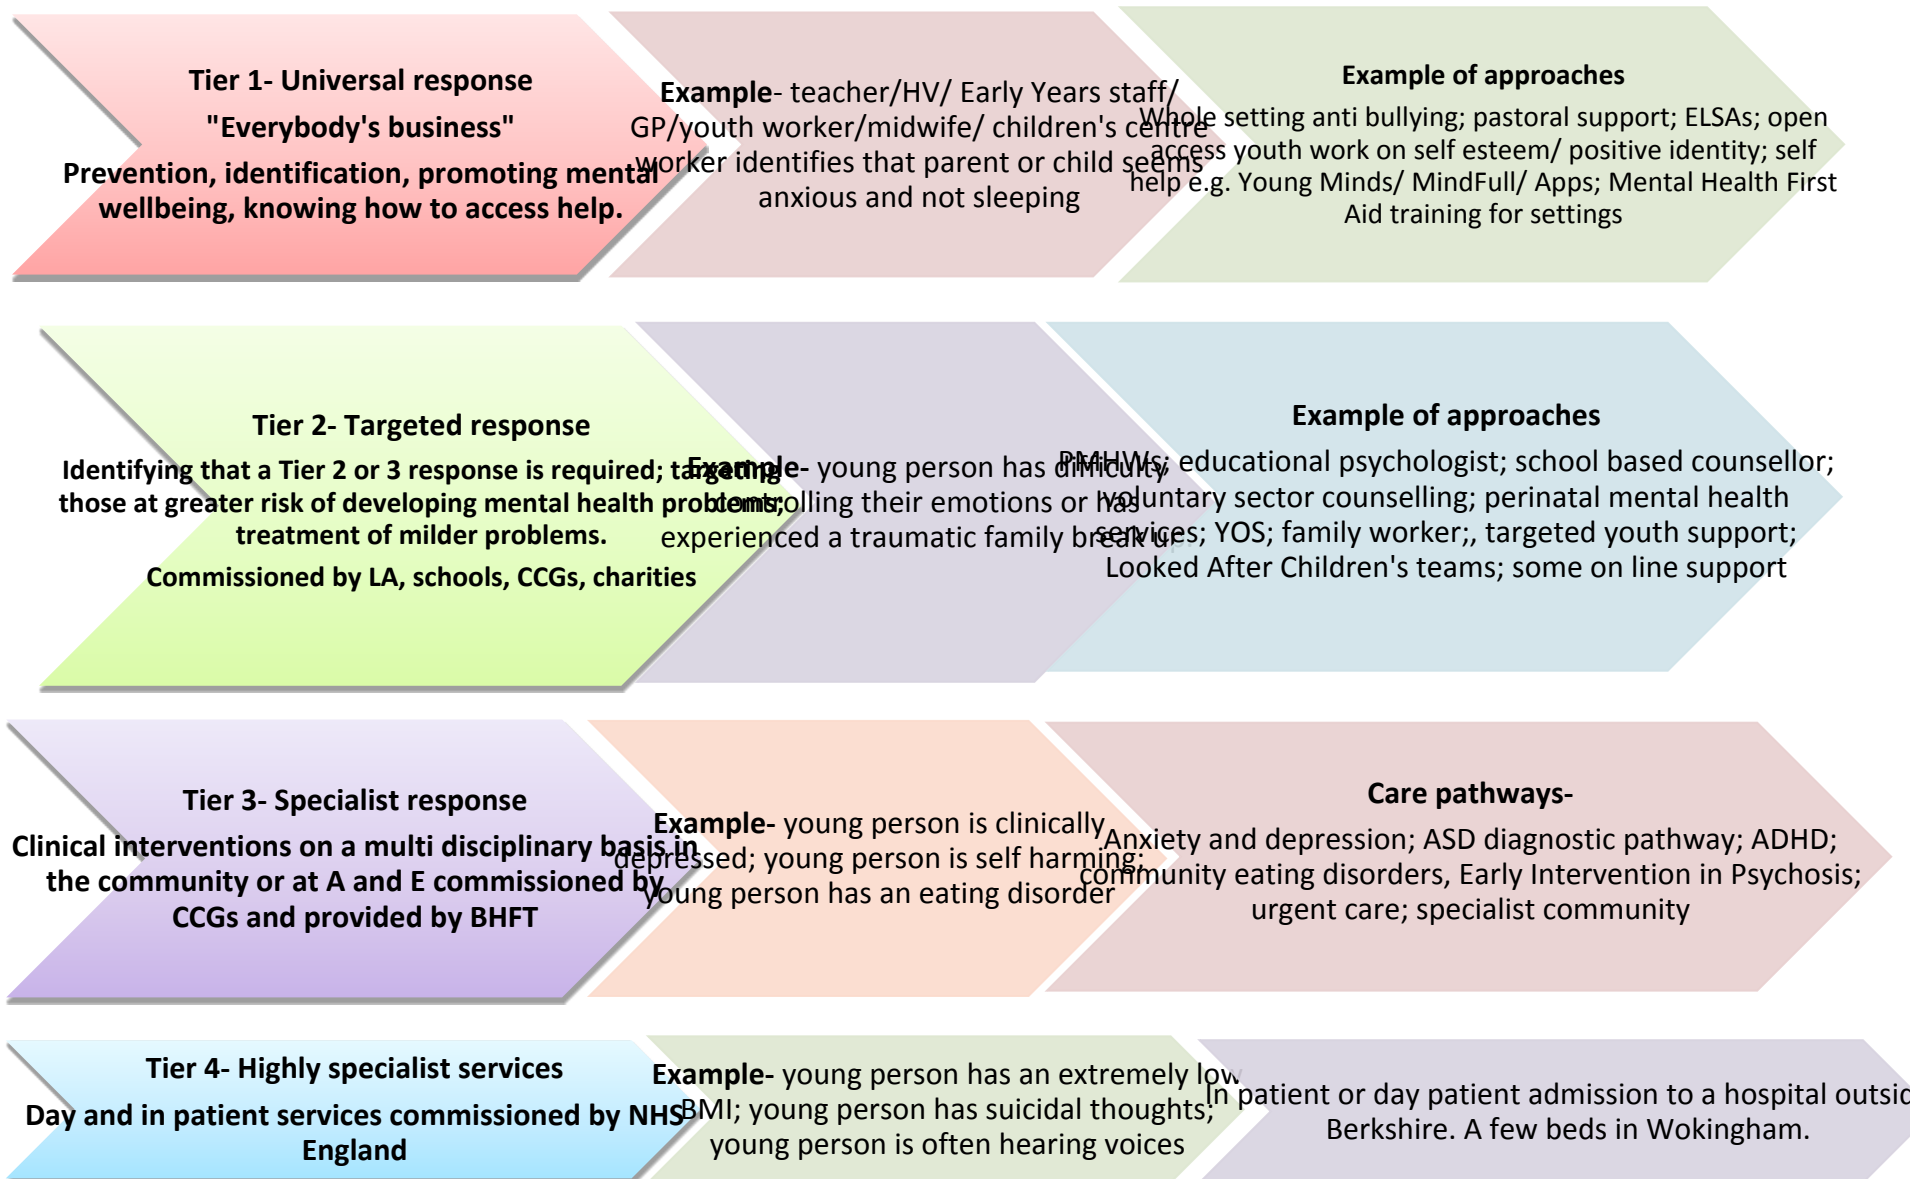 Tier 1- Universal response
"Everybody's business"
Prevention, identification, promoting mental
wellbeing, knowing how to access help.
Example- teacher/HV/ Early Years staff/
GP/youth worker/midwife/ children's centre
worker identifies that parent or child seems
anxious and not sleeping
Example of approaches
Whole setting anti bullying; pastoral support; ELSAs; open
access youth work on self esteem/ positive identity; self
help e.g. Young Minds/ MindFull/ Apps; Mental Health First
Aid training for settings
Tier 2- Targeted response
Identifying that a Tier 2 or 3 response is required; targeting
those at greater risk of developing mental health problems;
treatment of milder problems.
Commissioned by LA, schools, CCGs, charities
Example- young person has difficulty
controlling their emotions or has
experienced a traumatic family break up
Example of approaches
PMHWs; educational psychologist; school based counsellor;
voluntary sector counselling; perinatal mental health
services; YOS; family worker;, targeted youth support;
Looked After Children's teams; some on line support
Tier 3- Specialist response
Clinical interventions on a multi disciplinary basis in
the community or at A and E commissioned by
CCGs and provided by BHFT
Example- young person is clinically
depressed; young person is self harming;
young person has an eating disorder
Care pathways-
Anxiety and depression; ASD diagnostic pathway; ADHD;
community eating disorders, Early Intervention in Psychosis;
urgent care; specialist community
Tier 4- Highly specialist services
Day and in patient services commissioned by NHS
England
Example- young person has an extremely low
BMI; young person has suicidal thoughts;
young person is often hearing voices
In patient or day patient admission to a hospital outsid
Berkshire. A few beds in Wokingham.